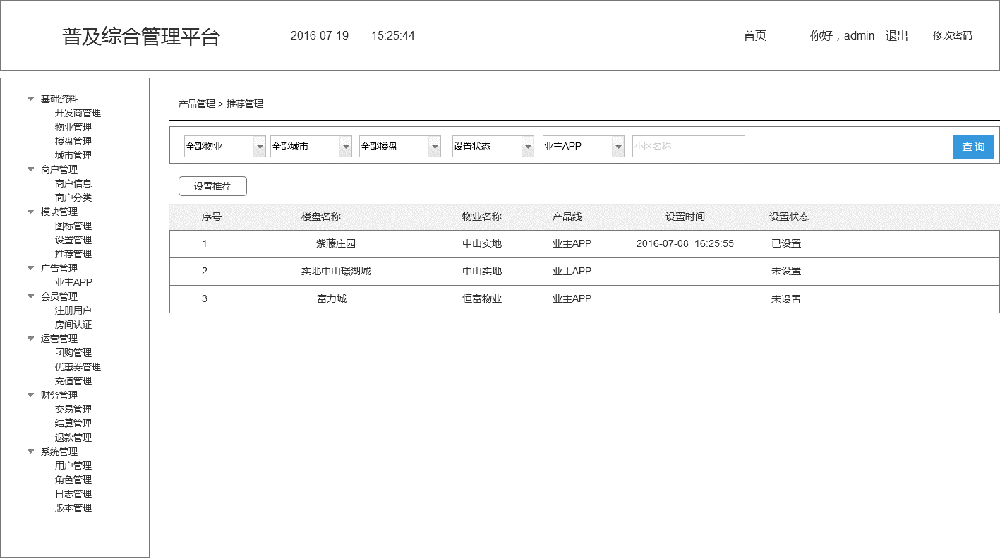 普及综合管理平台 2016-07-19 15:25:44 首页 你好，admin 退出 修改密码
基础资料
开发商管理
物业管理
楼盘管理
城市管理
商户管理
商户信息
商户分类
模块管理
图标管理
设置管理
推荐管理
广告管理
业主APP
会员管理
注册用户
房间认证
运营管理
团购管理
优惠券管理
充值管理
财务管理
交易管理
结算管理
退款管理
系统管理
用户管理
角色管理
日志管理
版本管理
产品管理 > 推荐管理
全部物业 全部城市 全部楼盘 设置状态 业主APP 小区名称 查 询
设置推荐
序号 楼盘名称 物业名称 产品线 设置时间 设置状态
1 紫藤庄园 中山实地 业主APP 2016-07-08 16:25:55 已设置
2 实地中山璟湖城 中山实地 业主APP 未设置
3 富力城 恒富物业 业主APP 未设置